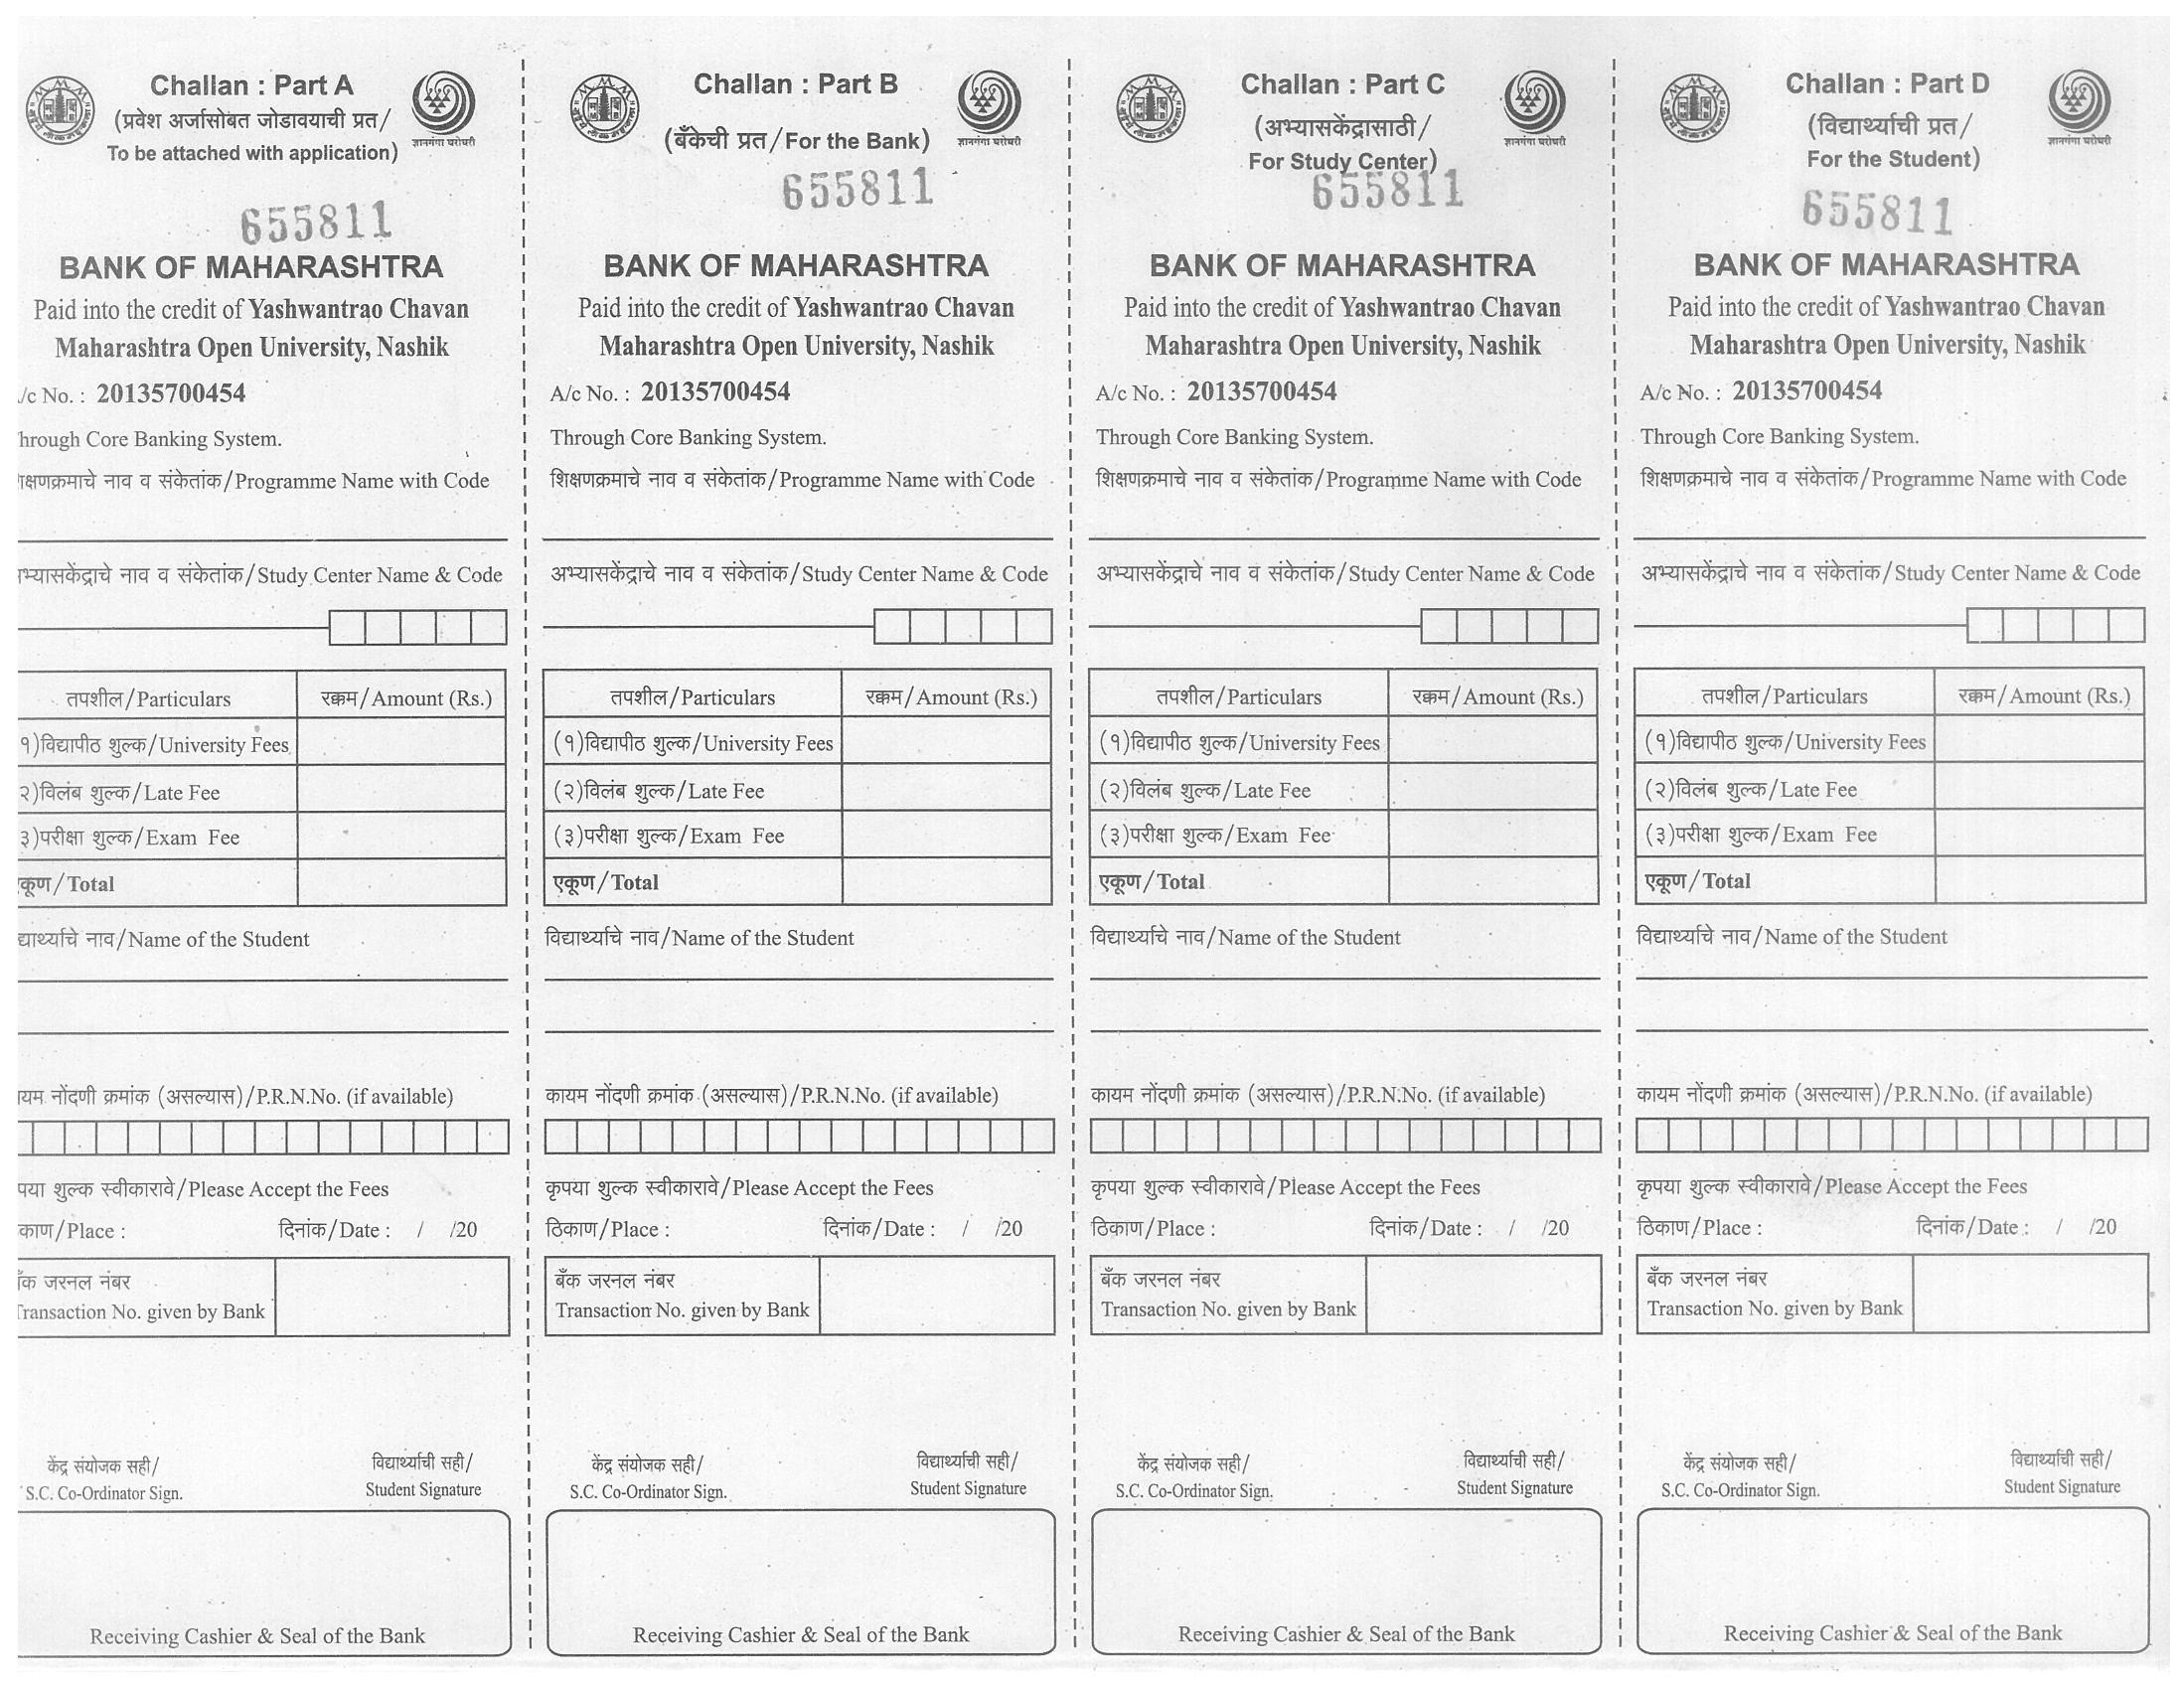 Challan : Part A
(प्रवेश अर्जासोबत जोडावयाची प्रत/
To be attached with application)
ज्ञानगंगा घरोघरी
655811
BANK OF MAHARASHTRA
Paid into the credit of Yashwantrao Chavan
Maharashtra Open University, Nashik
/c No. : 20135700454
hrough Core Banking System.
शिक्षणक्रमाचे नाव व संकेतांक/Programme Name with Code
भ्यासकेंद्राचे नाव व संकेतांक/Study Center Name & Code
तपशील/Particulars रक्कम/Amount (Rs.)
१)विद्यापीठ शुल्क/University Fees
२)विलंब शुल्क/Late Fee
३)परीक्षा शुल्क/Exam Fee
एकूण/Total
द्यार्थ्याचे नाव/Name of the Student
यम नोंदणी क्रमांक (असल्यास)/P.R.N.No. (if available)
पया शुल्क स्वीकारावे/Please Accept the Fees
काण/Place : दिनांक/Date : / /20
बँक जरनल नंबर
Transaction No. given by Bank
केंद्र संयोजक सही/ विद्यार्थ्याची सही/
S.C. Co-Ordinator Sign. Student Signature
Receiving Cashier & Seal of the Bank
Challan : Part B
(बँकेची प्रत/For the Bank)
ज्ञानगंगा घरोघरी
655811
BANK OF MAHARASHTRA
Paid into the credit of Yashwantrao Chavan
Maharashtra Open University, Nashik
A/c No. : 20135700454
Through Core Banking System.
शिक्षणक्रमाचे नाव व संकेतांक/Programme Name with Code
अभ्यासकेंद्राचे नाव व संकेतांक/Study Center Name & Code
तपशील/Particulars रक्कम/Amount (Rs.)
(१)विद्यापीठ शुल्क/University Fees
(२)विलंब शुल्क/Late Fee
(३)परीक्षा शुल्क/Exam Fee
एकूण/Total
विद्यार्थ्याचे नाव/Name of the Student
कायम नोंदणी क्रमांक (असल्यास)/P.R.N.No. (if available)
कृपया शुल्क स्वीकारावे/Please Accept the Fees
ठिकाण/Place : दिनांक/Date : / /20
बँक जरनल नंबर
Transaction No. given by Bank
केंद्र संयोजक सही/ विद्यार्थ्याची सही/
S.C. Co-Ordinator Sign. Student Signature
Receiving Cashier & Seal of the Bank
Challan : Part C
(अभ्यासकेंद्रासाठी/
For Study Center)
ज्ञानगंगा घरोघरी
655811
BANK OF MAHARASHTRA
Paid into the credit of Yashwantrao Chavan
Maharashtra Open University, Nashik
A/c No. : 20135700454
Through Core Banking System.
शिक्षणक्रमाचे नाव व संकेतांक/Programme Name with Code
अभ्यासकेंद्राचे नाव व संकेतांक/Study Center Name & Code
तपशील/Particulars रक्कम/Amount (Rs.)
(१)विद्यापीठ शुल्क/University Fees
(२)विलंब शुल्क/Late Fee
(३)परीक्षा शुल्क/Exam Fee
एकूण/Total
विद्यार्थ्याचे नाव/Name of the Student
कायम नोंदणी क्रमांक (असल्यास)/P.R.N.No. (if available)
कृपया शुल्क स्वीकारावे/Please Accept the Fees
ठिकाण/Place : दिनांक/Date : / /20
बँक जरनल नंबर
Transaction No. given by Bank
केंद्र संयोजक सही/ विद्यार्थ्याची सही/
S.C. Co-Ordinator Sign. Student Signature
Receiving Cashier & Seal of the Bank
Challan : Part D
(विद्यार्थ्याची प्रत/
For the Student)
ज्ञानगंगा घरोघरी
655811
BANK OF MAHARASHTRA
Paid into the credit of Yashwantrao Chavan
Maharashtra Open University, Nashik
A/c No. : 20135700454
Through Core Banking System.
शिक्षणक्रमाचे नाव व संकेतांक/Programme Name with Code
अभ्यासकेंद्राचे नाव व संकेतांक/Study Center Name & Code
तपशील/Particulars रक्कम/Amount (Rs.)
(१)विद्यापीठ शुल्क/University Fees
(२)विलंब शुल्क/Late Fee
(३)परीक्षा शुल्क/Exam Fee
एकूण/Total
विद्यार्थ्याचे नाव/Name of the Student
कायम नोंदणी क्रमांक (असल्यास)/P.R.N.No. (if available)
कृपया शुल्क स्वीकारावे/Please Accept the Fees
ठिकाण/Place : दिनांक/Date : / /20
बँक जरनल नंबर
Transaction No. given by Bank
केंद्र संयोजक सही/ विद्यार्थ्याची सही/
S.C. Co-Ordinator Sign. Student Signature
Receiving Cashier & Seal of the Bank